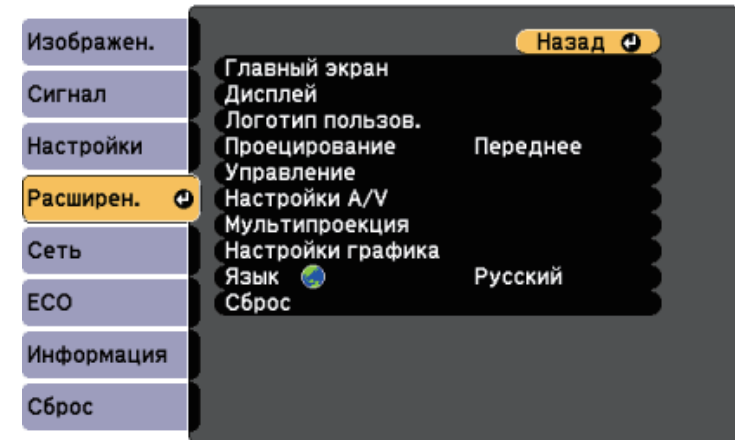 Изображен.
Сигнал
Настройки
Расширен.
Сеть
ECO
Информация
Сброс
Назад
Главный экран
Дисплей
Логотип пользов.
Проецирование Переднее
Управление
Настройки A/V
Мультипроекция
Настройки графика
Язык Русский
Сброс